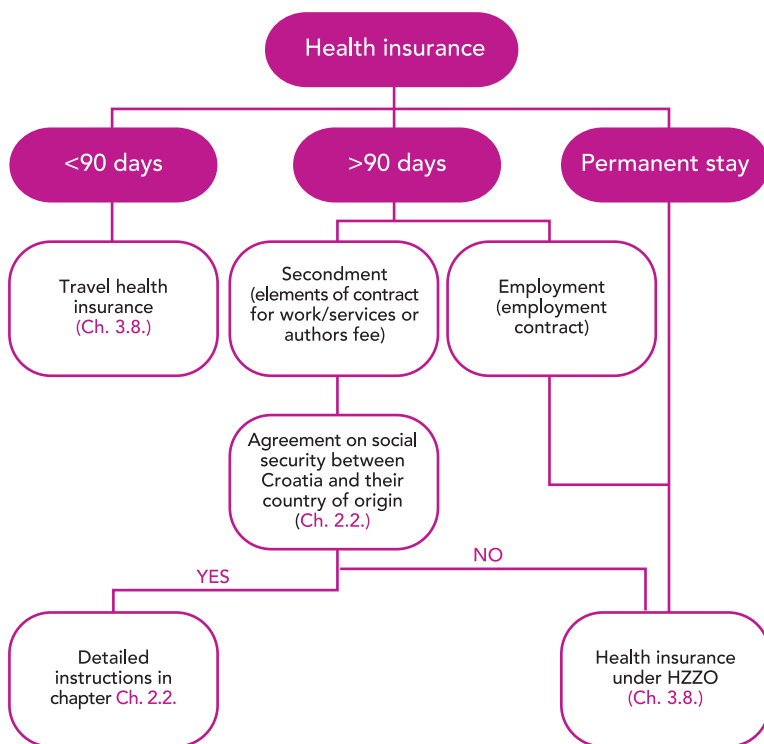 Health insurance
<90 days
>90 days
Permanent stay
Travel health
insurance
(Ch. 3.8.)
Secondment
(elements of contract
for work/services or
authors fee)
Employment
(employment
contract)
Agreement on social
security between
Croatia and their
country of origin
(Ch. 2.2.)
YES
NO
Detailed
instructions in
chapter Ch. 2.2.
Health insurance
under HZZO
(Ch. 3.8.)